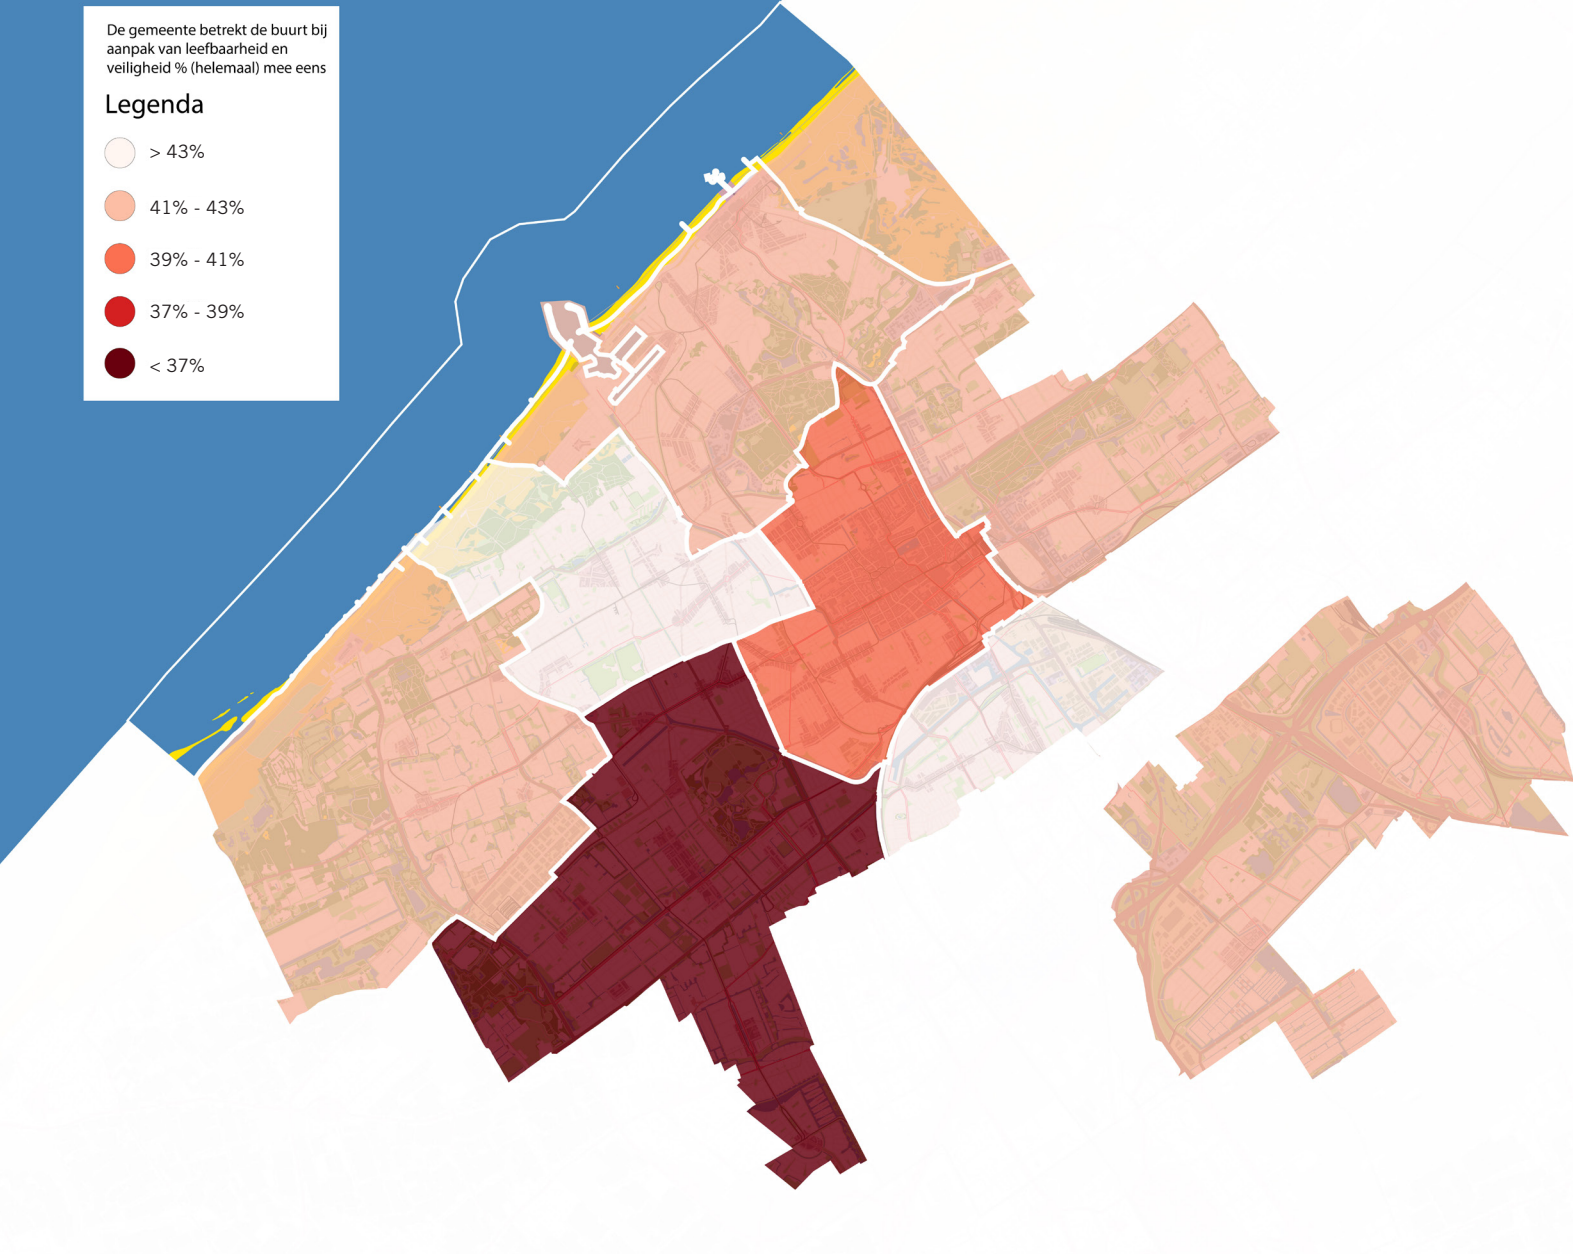 De gemeente betrekt de buurt bij
aanpak van leefbaarheid en
veiligheid % (helemaal) mee eens
Legenda
> 43%
41% - 43%
39% - 41%
37% - 39%
< 37%